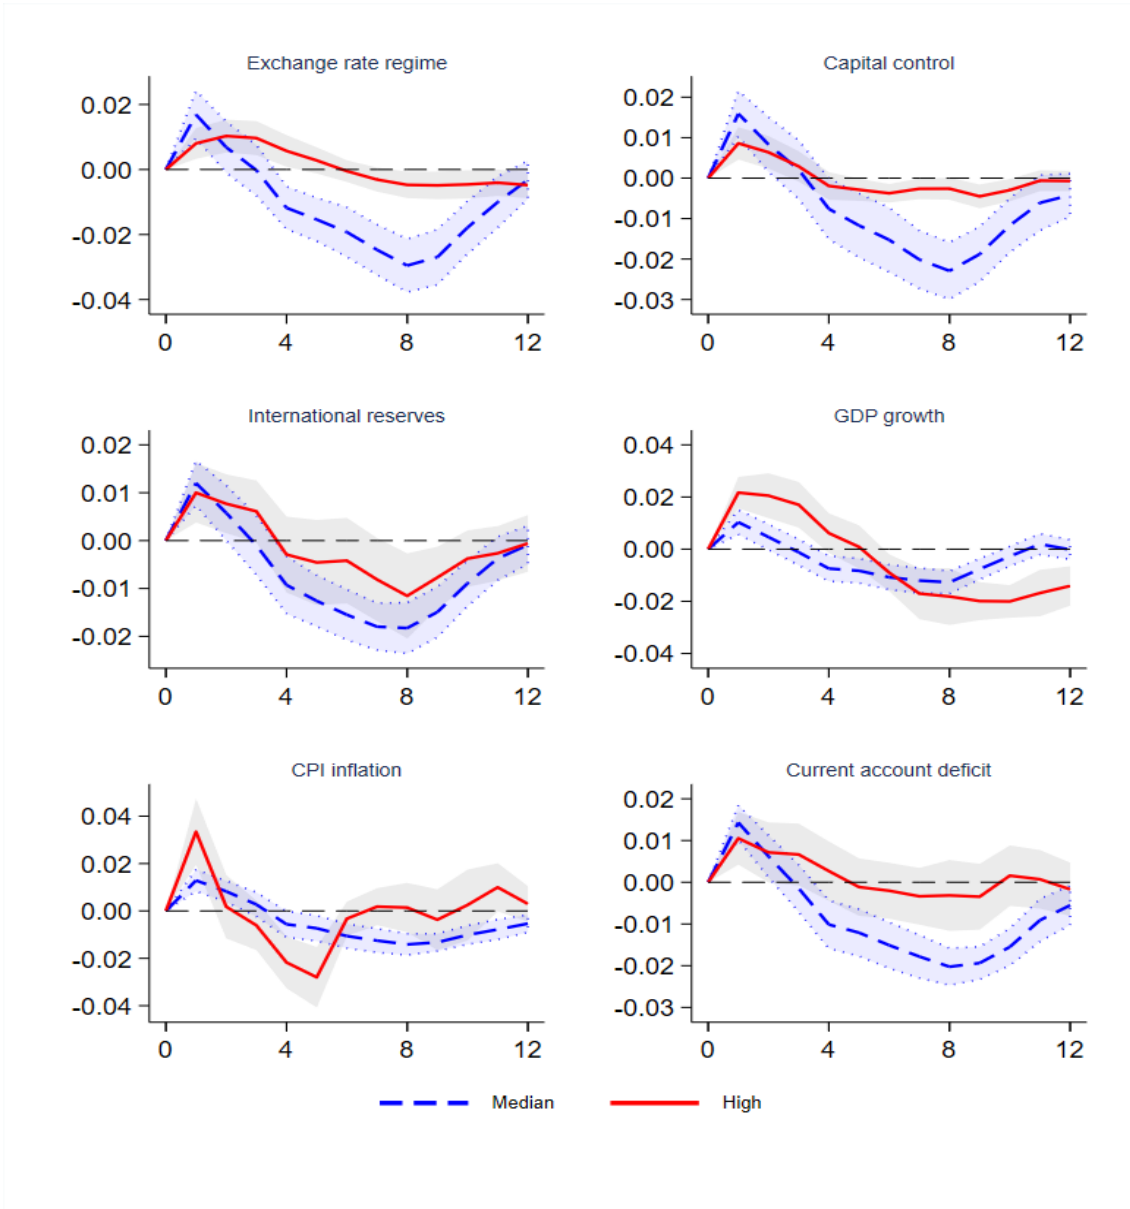 Exchange rate regime
0.02
0.00
-0.02
-0.04
0 4 8 12
Capital control
0.02
0.01
0.00
-0.01
-0.02
-0.03
0 4 8 12
International reserves
0.02
0.01
0.00
-0.01
-0.02
0 4 8 12
GDP growth
0.04
0.02
0.00
-0.02
-0.04
0 4 8 12
CPI inflation
0.04
0.02
0.00
-0.02
-0.04
0 4 8 12
Current account deficit
0.02
0.01
0.00
-0.01
-0.02
-0.03
0 4 8 12
Median High